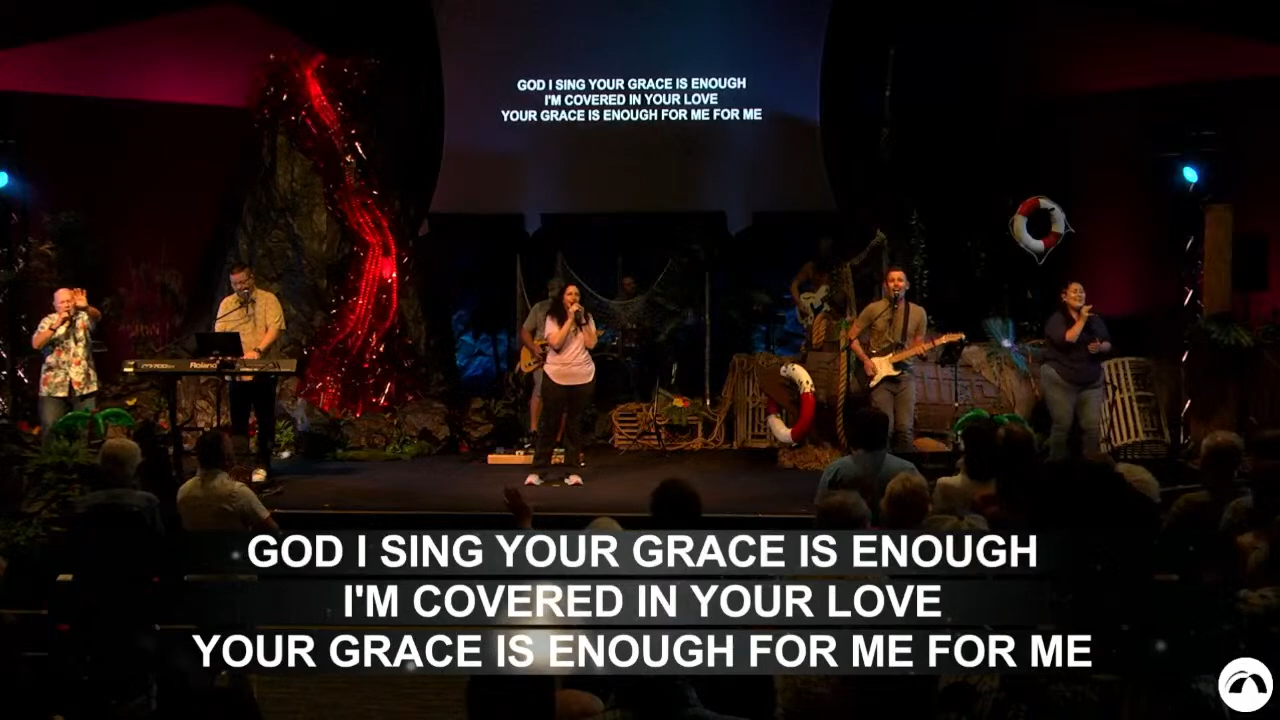 GOD I SING YOUR GRACE IS ENOUGH
I'M COVERED IN YOUR LOVE
YOUR GRACE IS ENOUGH FOR ME FOR ME
Roland
GOD I SING YOUR GRACE IS ENOUGH
I'M COVERED IN YOUR LOVE
YOUR GRACE IS ENOUGH FOR ME FOR ME